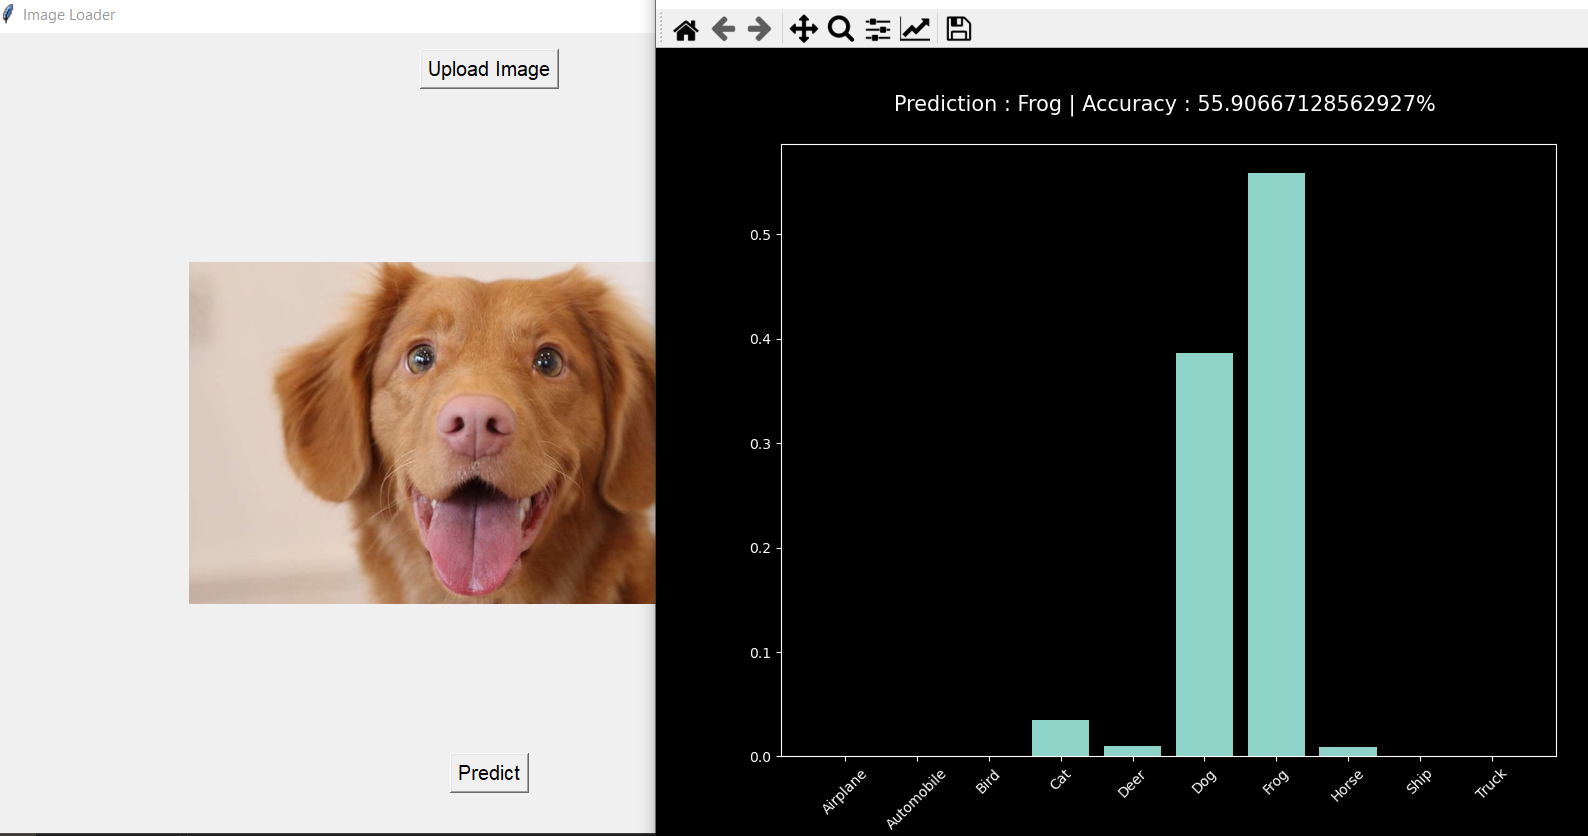 Image Loader
Upload Image
Predict
Prediction : Frog | Accuracy : 55.90667128562927%
0.5
0.4
0.3
0.2
0.1
0.0
Airplane
Automobile
Bird
Cat
Deer
Dog
Frog
Horse
Ship
Truck